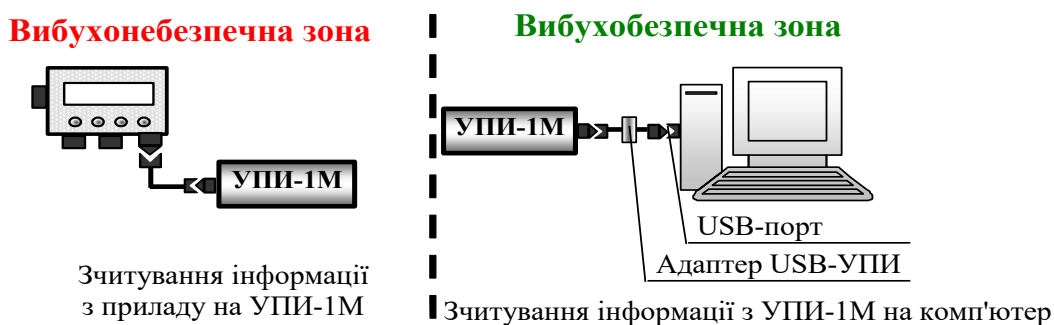 Вибухонебезпечна зона
УПИ-1М
Зчитування інформації
з приладу на УПИ-1М
Вибухобезпечна зона
УПИ-1М
USB-порт
Адаптер USB-УПИ
Зчитування інформації з УПИ-1М на комп'ютер